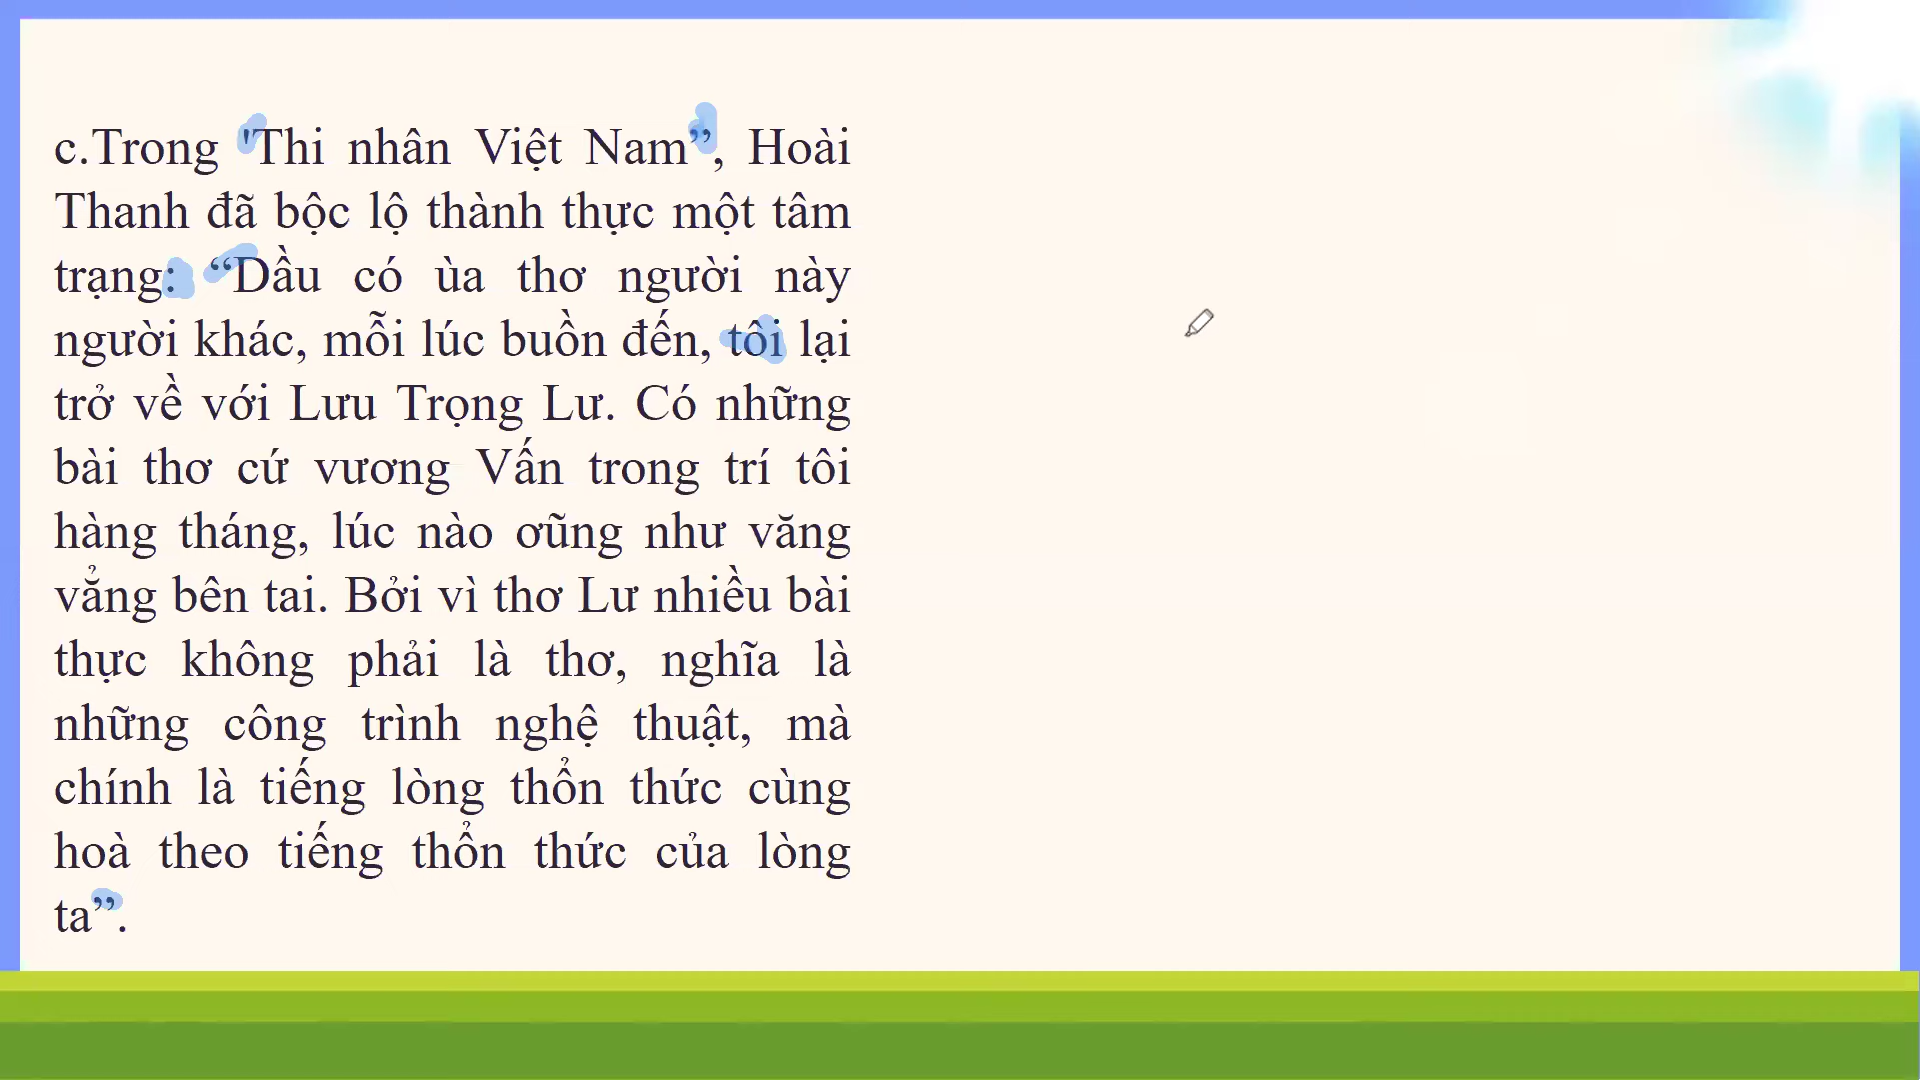 c.Trong "Thi nhân Việt Nam”, Hoài
Thanh đã bộc lộ thành thực một tâm
trạng: “Dầu có ùa thơ người này
người khác, mỗi lúc buồn đến, tôi lại
trở về với Lưu Trọng Lư. Có những
bài thơ cứ vương Vấn trong trí tôi
hàng tháng, lúc nào ơũng như văng
vẳng bên tai. Bởi vì thơ Lư nhiều bài
thực không phải là thơ, nghĩa là
những công trình nghệ thuật, mà
chính là tiếng lòng thổn thức cùng
hoà theo tiếng thổn thức của lòng
ta”.